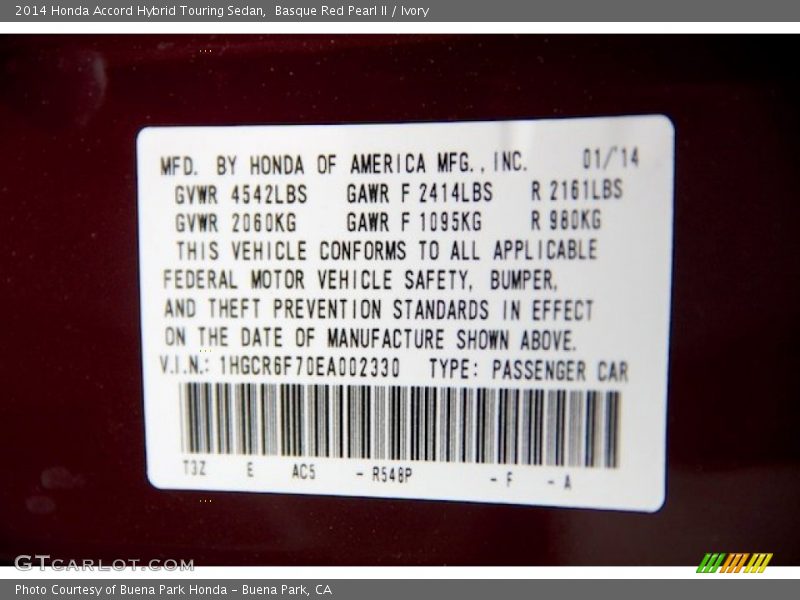 2014 Honda Accord Hybrid Touring Sedan,  Basque Red Pearl II / Ivory
MFD. BY HONDA OF AMERICA MFG., INC. 01/14
GVWR 4542LBS GAWR F 2414LBS R 2161LBS
GVWR 2060KG GAWR F 1095KG R 980KG
THIS VEHICLE CONFORMS TO ALL APPLICABLE
FEDERAL MOTOR VEHICLE SAFETY, BUMPER,
AND THEFT PREVENTION STANDARDS IN EFFECT
ON THE DATE OF MANUFACTURE SHOWN ABOVE.
V.I.N.: 1HGCR6F70EA002330 TYPE: PASSENGER CAR
T3Z E AC5 - R548P - F - A
GTCARLOT.COM
Photo Courtesy of Buena Park Honda - Buena Park, CA